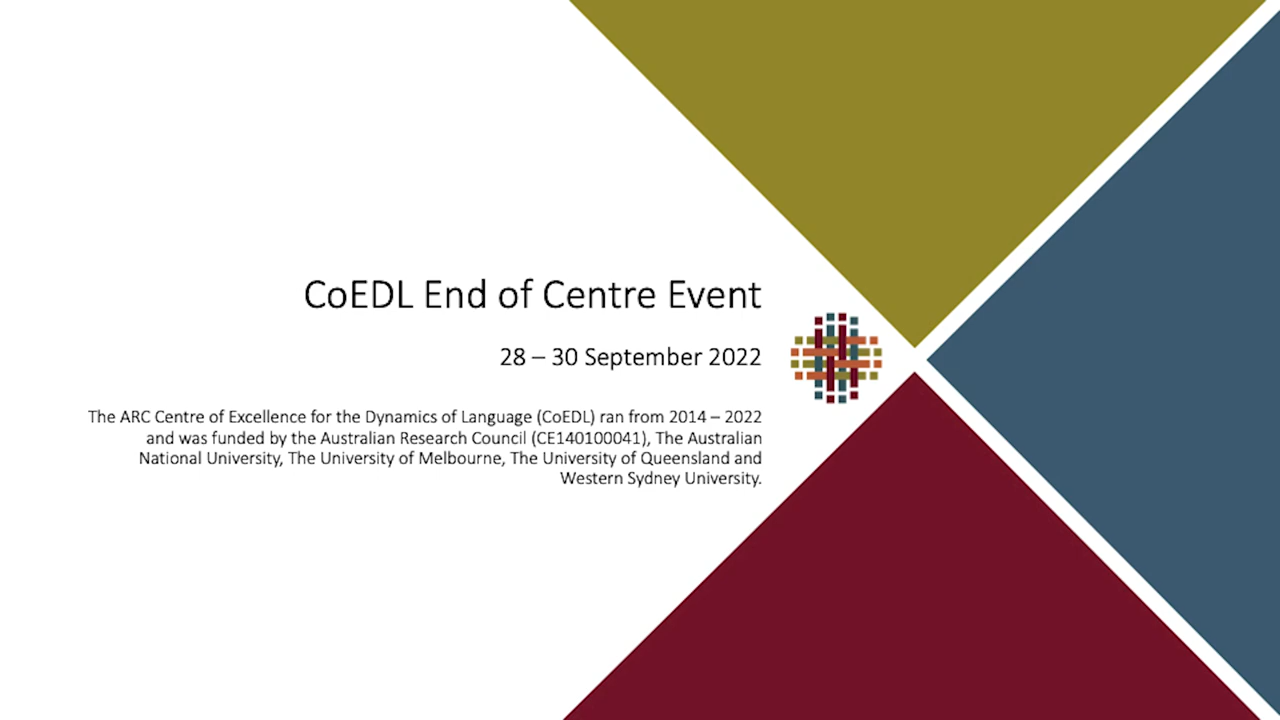 CoEDL End of Centre Event
28 – 30 September 2022
The ARC Centre of Excellence for the Dynamics of Language (CoEDL) ran from 2014 – 2022
and was funded by the Australian Research Council (CE140100041), The Australian
National University, The University of Melbourne, The University of Queensland and
Western Sydney University.